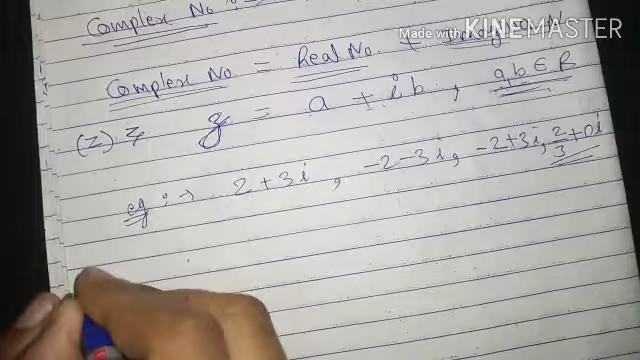 Complex No :
Made with KINEMASTER
Complex No = Real No. +
(Z) z z = a + ib, a,b ∈ R
eg :→ 2+3i, -2-3i, -2+3i, 2/3+0i